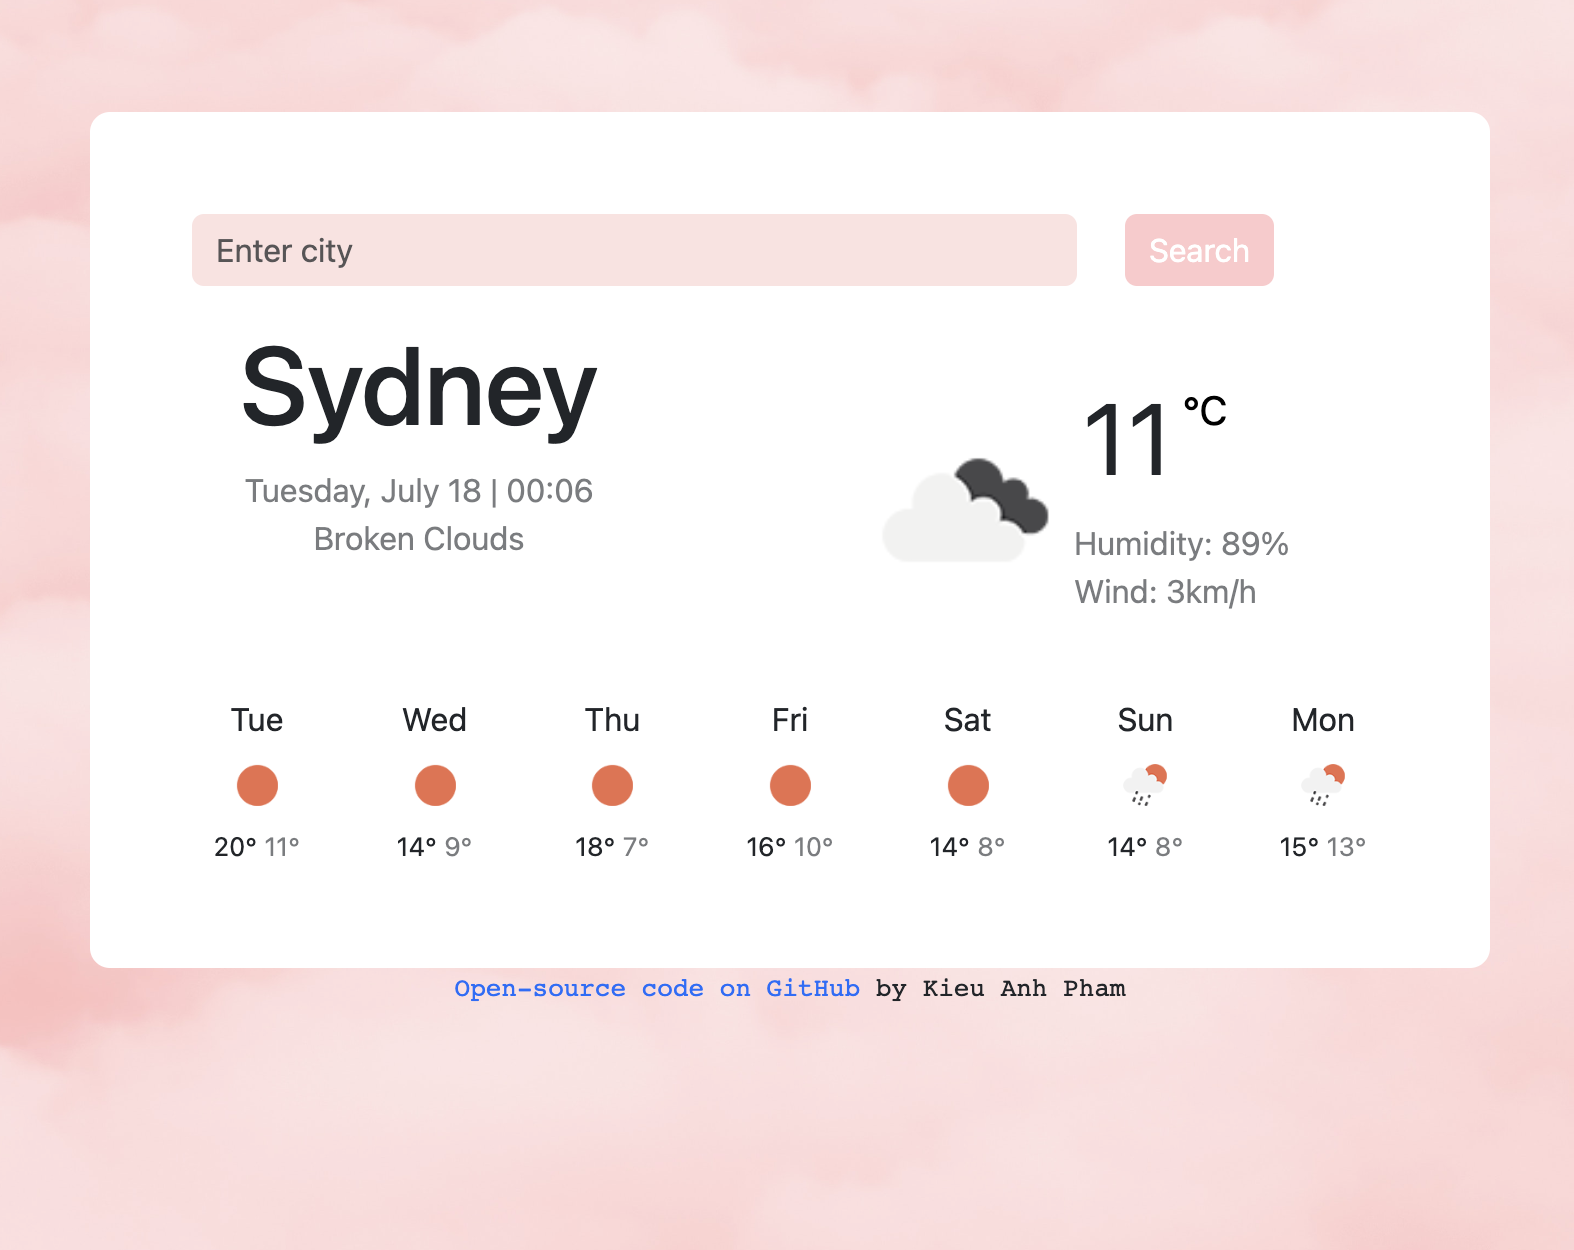 Enter city
Search
Sydney
Tuesday, July 18 | 00:06
Broken Clouds
11 °C
Humidity: 89%
Wind: 3km/h
Tue Wed Thu Fri Sat Sun Mon
20° 11° 14° 9° 18° 7° 16° 10° 14° 8° 14° 8° 15° 13°
Open-source code on GitHub by Kieu Anh Pham